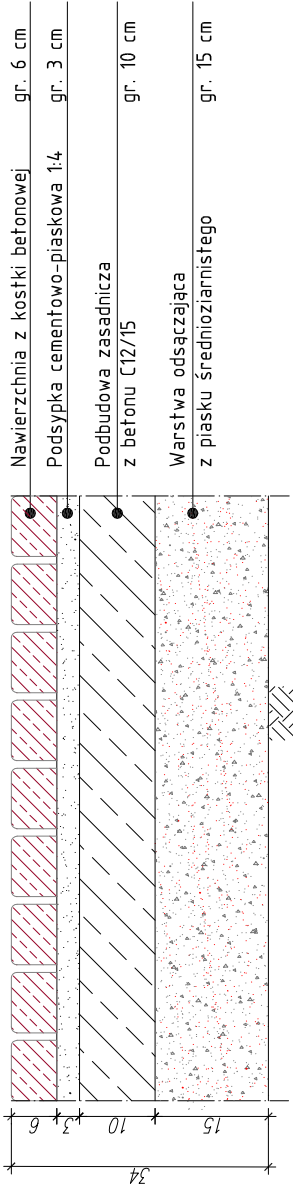 Nawierzchnia z kostki betonowej gr. 6 cm
Podsypka cementowo-piaskowa 1:4 gr. 3 cm
Podbudowa zasadnicza
z betonu C12/15 gr. 10 cm
Warstwa odsączająca
z piasku średnioziarnistego gr. 15 cm
6
3
10
15
34